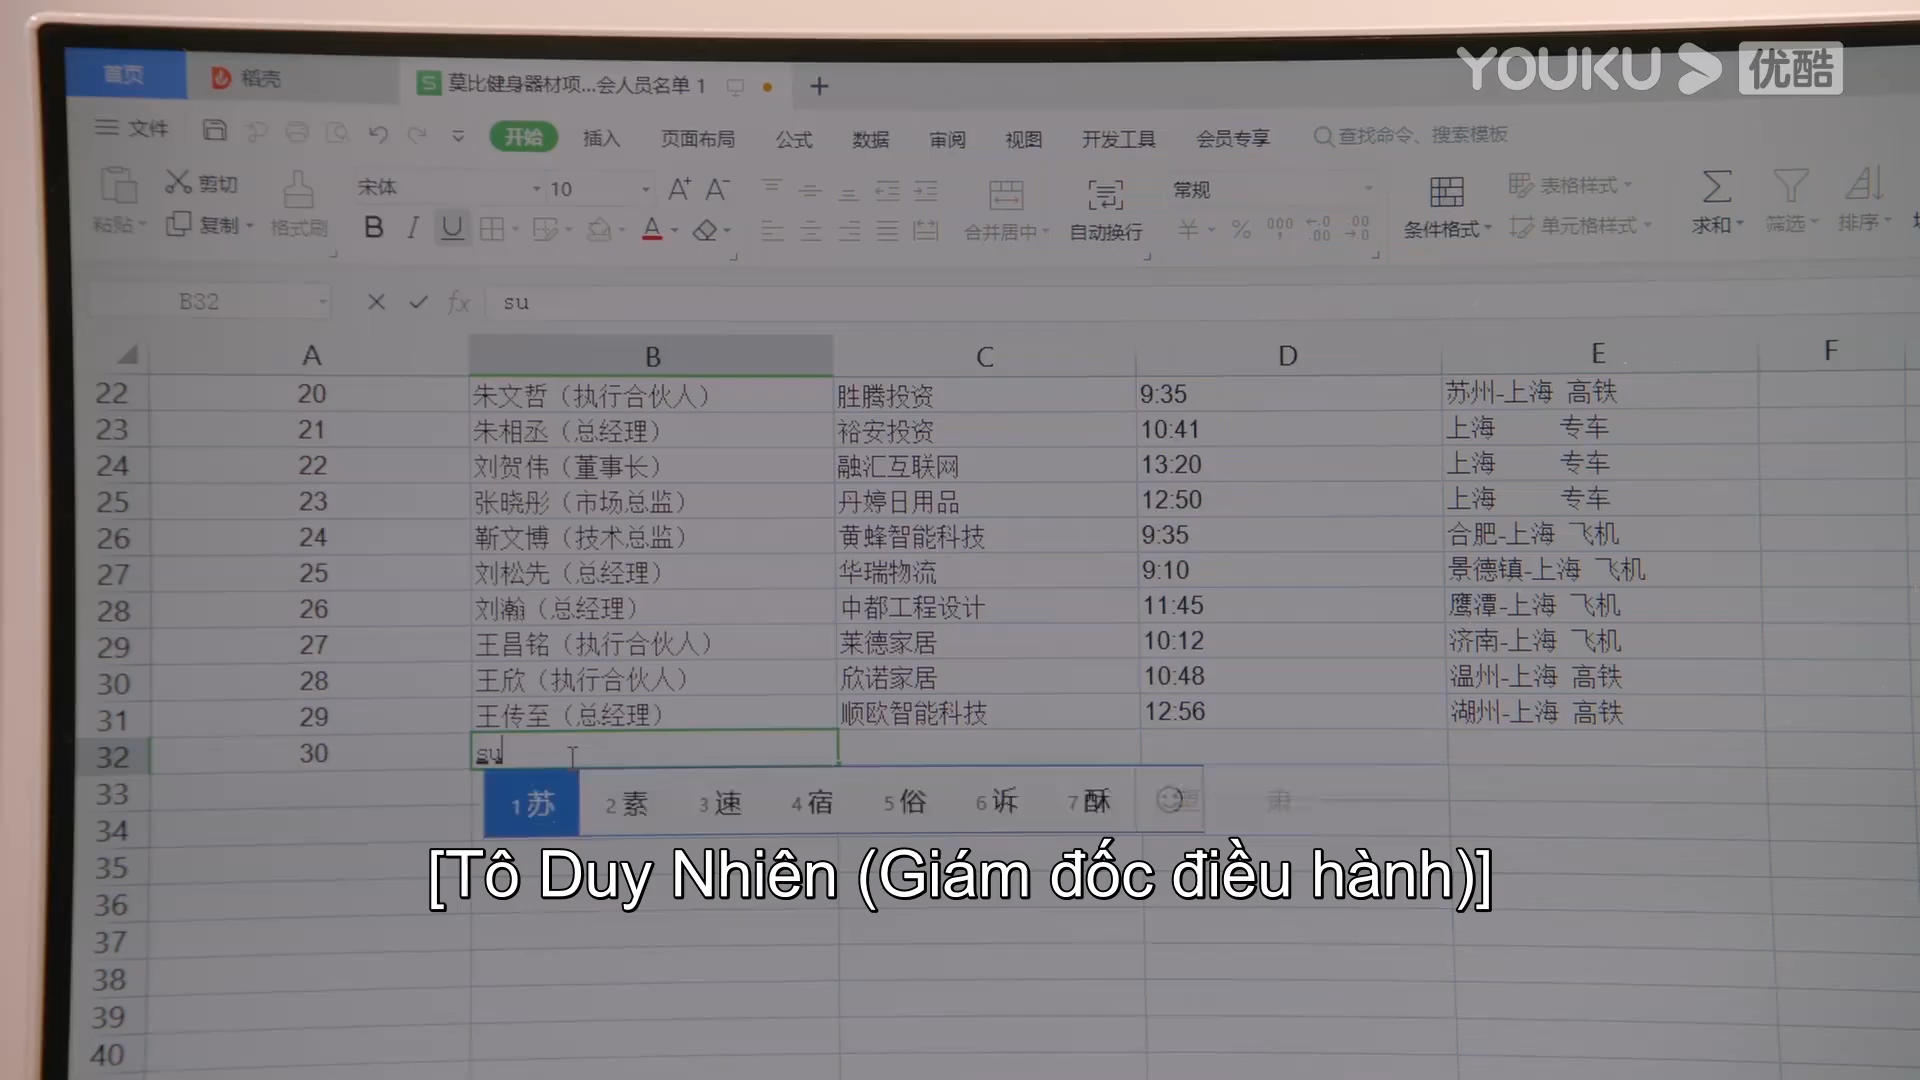 YOUKU 优酷
首页 稻壳 莫比健身器材项...会人员名单 1 +
文件 开始 插入 页面布局 公式 数据 审阅 视图 开发工具 会员专享 查找命令、搜索模板
剪切 宋体 10 A+ A- 常规 表格样式
粘贴 复制 格式刷 B I U A 合并居中 自动换行 ¥ % 000 条件格式 单元格样式 求和 筛选 排序
B32 fx su
A B C D E F
22 20 朱文哲（执行合伙人） 胜腾投资 9:35 苏州-上海 高铁
23 21 朱相丞（总经理） 裕安投资 10:41 上海 专车
24 22 刘贺伟（董事长） 融汇互联网 13:20 上海 专车
25 23 张晓彤（市场总监） 丹婷日用品 12:50 上海 专车
26 24 靳文博（技术总监） 黄蜂智能科技 9:35 合肥-上海 飞机
27 25 刘松先（总经理） 华瑞物流 9:10 景德镇-上海 飞机
28 26 刘瀚（总经理） 中都工程设计 11:45 鹰潭-上海 飞机
29 27 王昌铭（执行合伙人） 莱德家居 10:12 济南-上海 飞机
30 28 王欣（执行合伙人） 欣诺家居 10:48 温州-上海 高铁
31 29 王传至（总经理） 顺欧智能科技 12:56 湖州-上海 高铁
32 30 su
33 1 苏 2 素 3 速 4 宿 5 俗 6 诉 7 酥
34
35 [Tô Duy Nhiên (Giám đốc điều hành)]
36
37
38
39
40